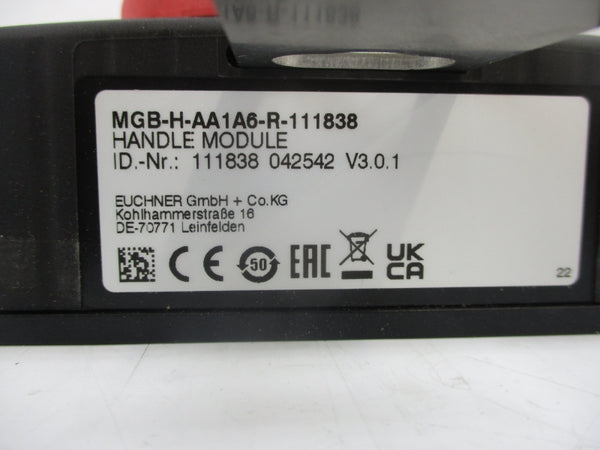 MGB-H-AA1A6-R-111838
HANDLE MODULE
ID.-Nr.: 111838 042542 V3.0.1
EUCHNER GmbH + Co.KG
Kohlhammerstraße 16
DE-70771 Leinfelden
CE 50 EAC UK
CA
22